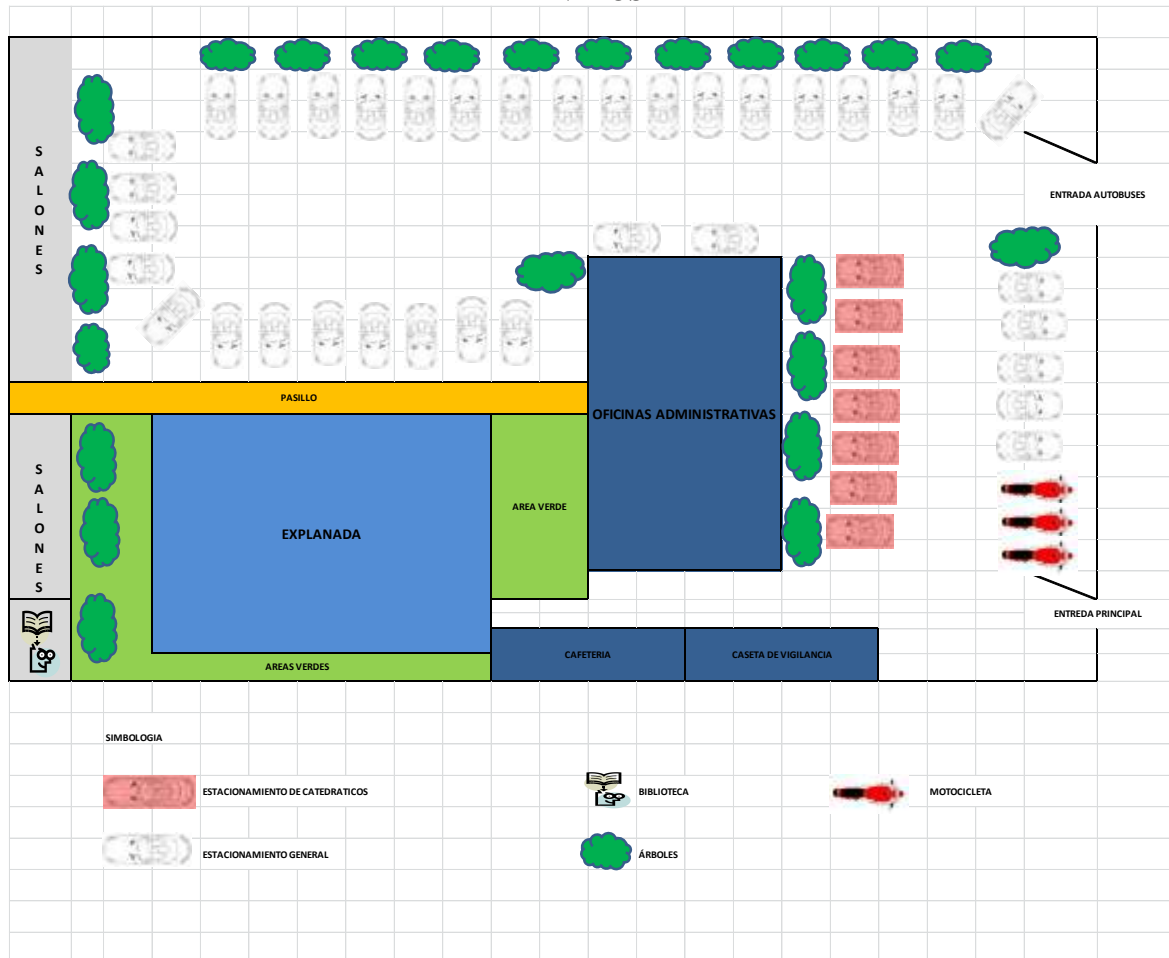 SALONES
ENTRADA AUTOBUSES
PASILLO
OFICINAS ADMINISTRATIVAS
SALONES
AREA VERDE
EXPLANADA
ENTREDA PRINCIPAL
CAFETERIA
CASETA DE VIGILANCIA
AREAS VERDES
SIMBOLOGIA
ESTACIONAMIENTO DE CATEDRATICOS
BIBLIOTECA
MOTOCICLETA
ESTACIONAMIENTO GENERAL
ÁRBOLES